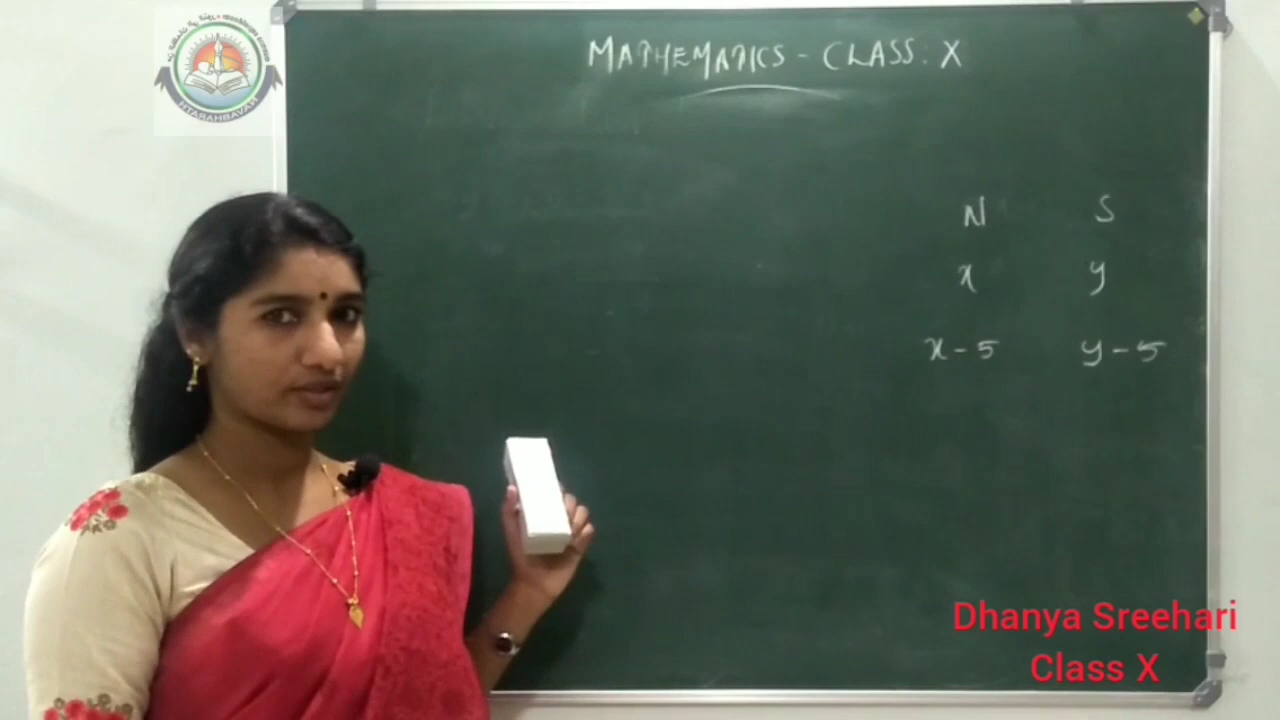 MATHEMATICS - CLASS: X
N S
x y
x - 5 y - 5
Dhanya Sreehari
Class X